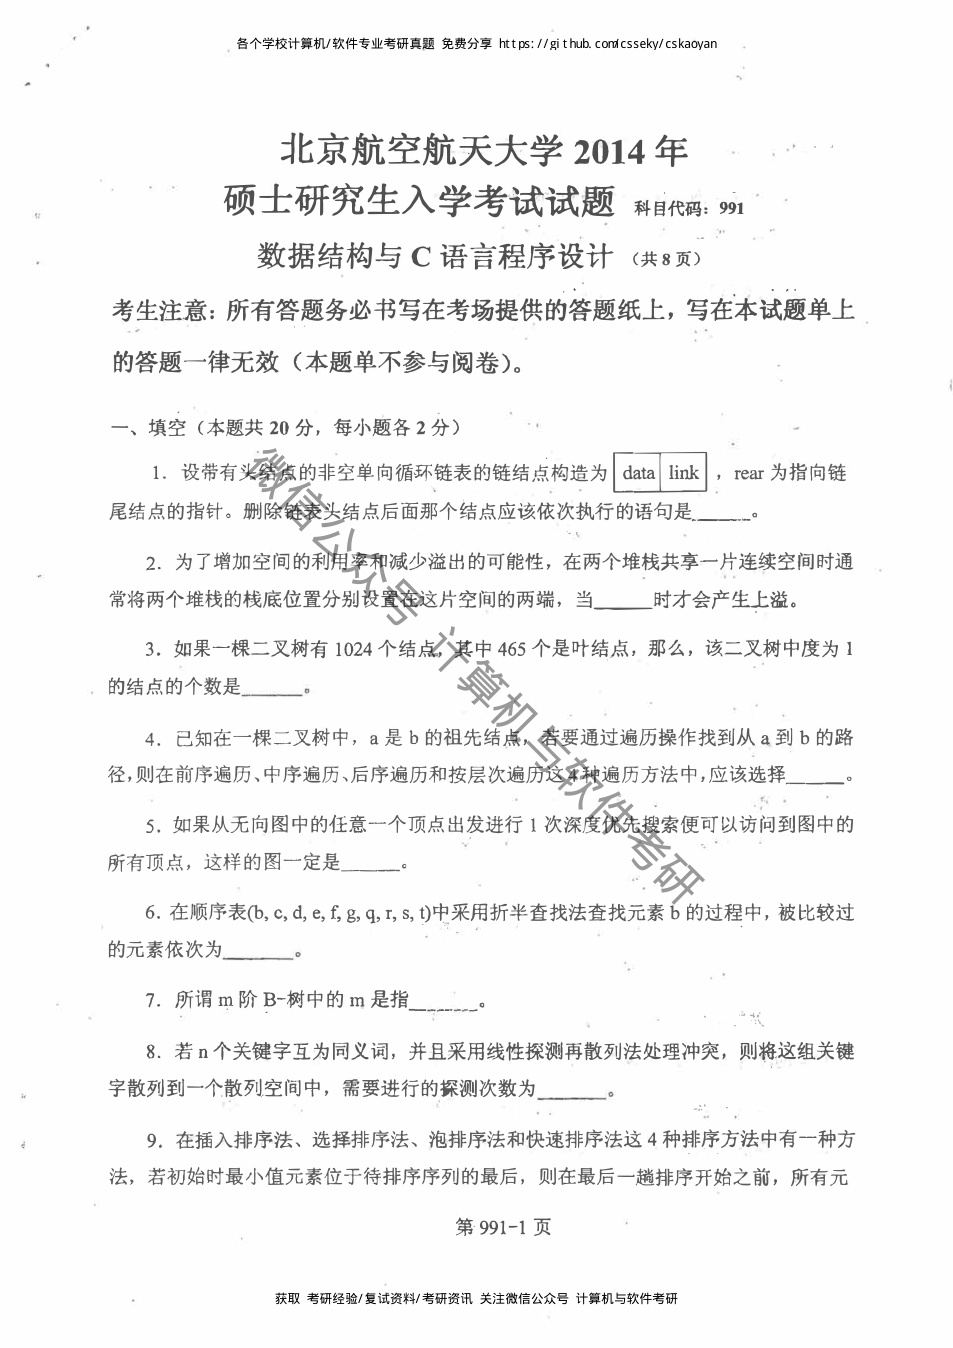 各个学校计算机/软件专业考研真题 免费分享 https://github.com/csseky/cskaoyan
北京航空航天大学 2014 年
硕士研究生入学考试试题 科目代码：991
数据结构与 C 语言程序设计 （共 8 页）
考生注意：所有答题务必书写在考场提供的答题纸上，写在本试题单上
的答题一律无效（本题单不参与阅卷）。
一、填空（本题共 20 分，每小题各 2 分）
1. 设带有头结点的非空单向循环链表的链结点构造为 data link ，rear 为指向链
尾结点的指针。删除链表头结点后面那个结点应该依次执行的语句是______。
2. 为了增加空间的利用率和减少溢出的可能性，在两个堆栈共享一片连续空间时通
常将两个堆栈的栈底位置分别设置在这片空间的两端，当______时才会产生上溢。
3. 如果一棵二叉树有 1024 个结点，其中 465 个是叶结点，那么，该二叉树中度为 1
的结点的个数是______。
4. 已知在一棵二叉树中，a 是 b 的祖先结点，若要通过遍历操作找到从 a 到 b 的路
径，则在前序遍历、中序遍历、后序遍历和按层次遍历这 4 种遍历方法中，应该选择______。
5. 如果从无向图中的任意一个顶点出发进行 1 次深度优先搜索便可以访问到图中的
所有顶点，这样的图一定是______。
6. 在顺序表(b, c, d, e, f, g, q, r, s, t)中采用折半查找法查找元素 b 的过程中，被比较过
的元素依次为_______。
7. 所谓 m 阶 B-树中的 m 是指_______。
8. 若 n 个关键字互为同义词，并且采用线性探测再散列法处理冲突，则将这组关键
字散列到一个散列空间中，需要进行的探测次数为_______。
9. 在插入排序法、选择排序法、泡排序法和快速排序法这 4 种排序方法中有一种方
法，若初始时最小值元素位于待排序序列的最后，则在最后一趟排序开始之前，所有元
第 991-1 页
微信公众号 计算机与软件考研
获取 考研经验/复试资料/考研资讯 关注微信公众号 计算机与软件考研